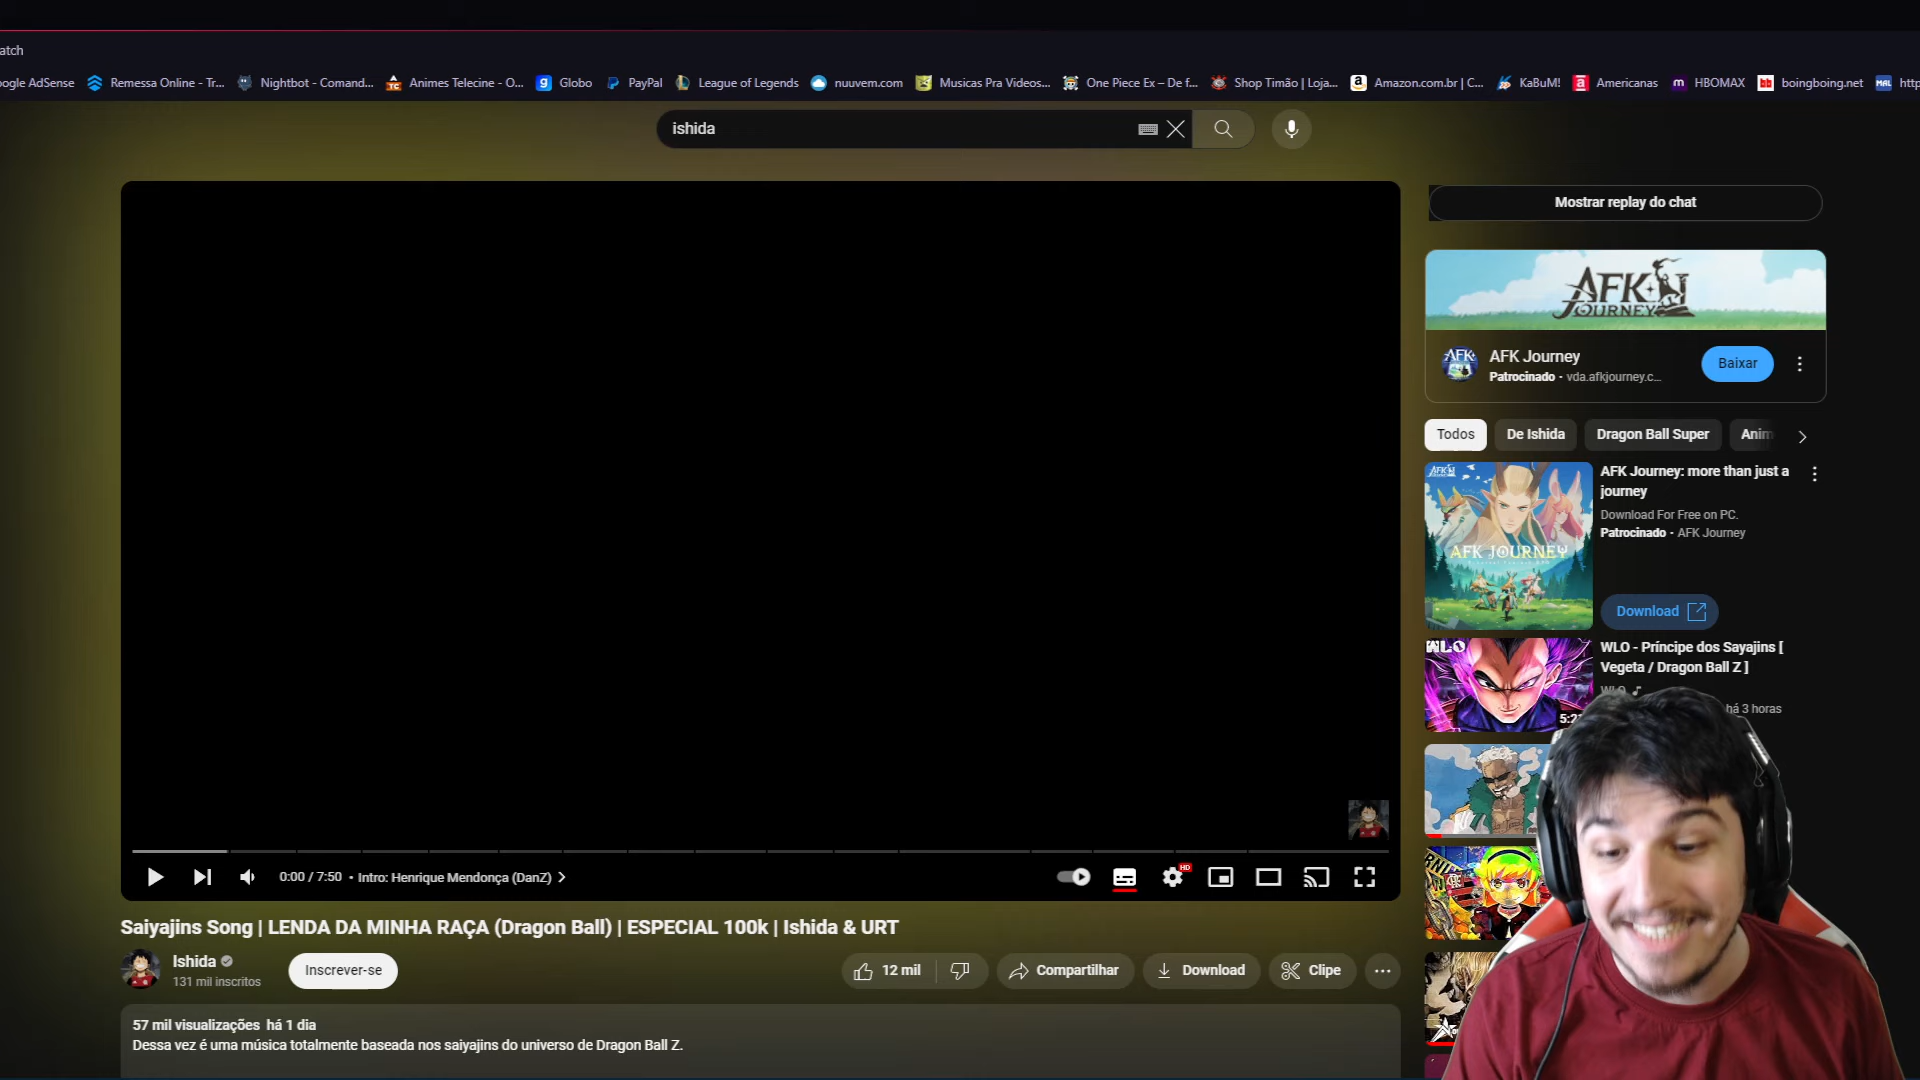 atch
oogle AdSense
Remessa Online - Tr...
Nightbot - Comand...
Animes Telecine - O...
Globo
PayPal
League of Legends
nuuvem.com
Musicas Pra Videos...
One Piece Ex – De f...
Shop Timão | Loja...
Amazon.com.br | C...
KaBuM!
Americanas
HBOMAX
boingboing.net
http
ishida
Mostrar replay do chat
AFK JOURNEY
AFK Journey
Patrocinado · vda.afkjourney.c...
Baixar
Todos
De Ishida
Dragon Ball Super
Anim
AFK Journey: more than just a
journey
Download For Free on PC.
Patrocinado · AFK Journey
AFK JOURNEY
Download
WLO - Príncipe dos Sayajins [
Vegeta / Dragon Ball Z ]
WLO
há 3 horas
WLO
0:00 / 7:50 • Intro: Henrique Mendonça (DanZ)
HD
Saiyajins Song | LENDA DA MINHA RAÇA (Dragon Ball) | ESPECIAL 100k | Ishida & URT
Ishida
131 mil inscritos
Inscrever-se
12 mil
Compartilhar
Download
Clipe
57 mil visualizações há 1 dia
Dessa vez é uma música totalmente baseada nos saiyajins do universo de Dragon Ball Z.